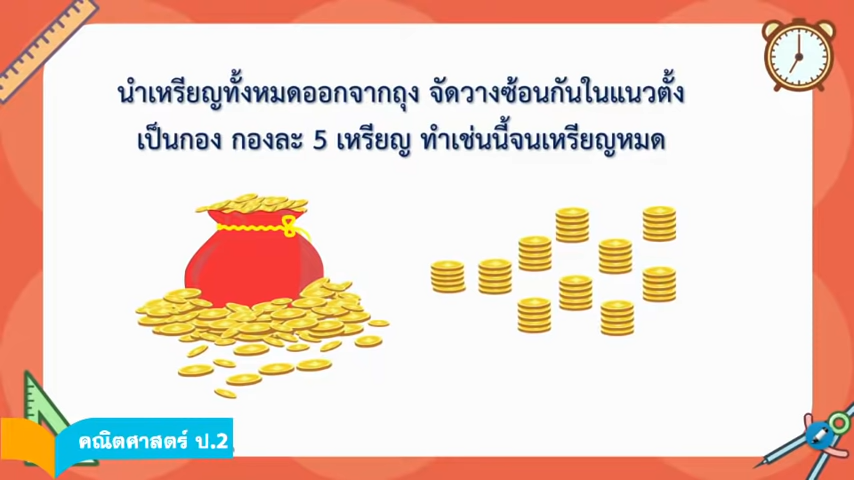 นำเหรียญทั้งหมดออกจากถุง จัดวางซ้อนกันในแนวตั้ง
เป็นกอง กองละ 5 เหรียญ ทำเช่นนี้จนเหรียญหมด
คณิตศาสตร์ ป.2